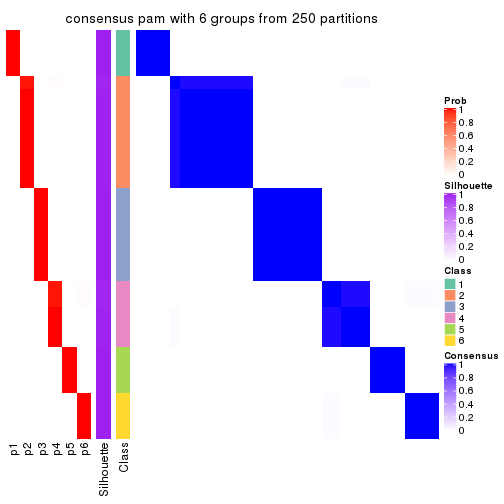 consensus pam with 6 groups from 250 partitions
Prob
1
0.8
0.6
0.4
0.2
0
Silhouette
1
0.8
0.6
0.4
0.2
0
Class
1
2
3
4
5
6
Consensus
1
0.8
0.6
0.4
0.2
0
p1
p2
p3
p4
p5
p6
Silhouette
Class